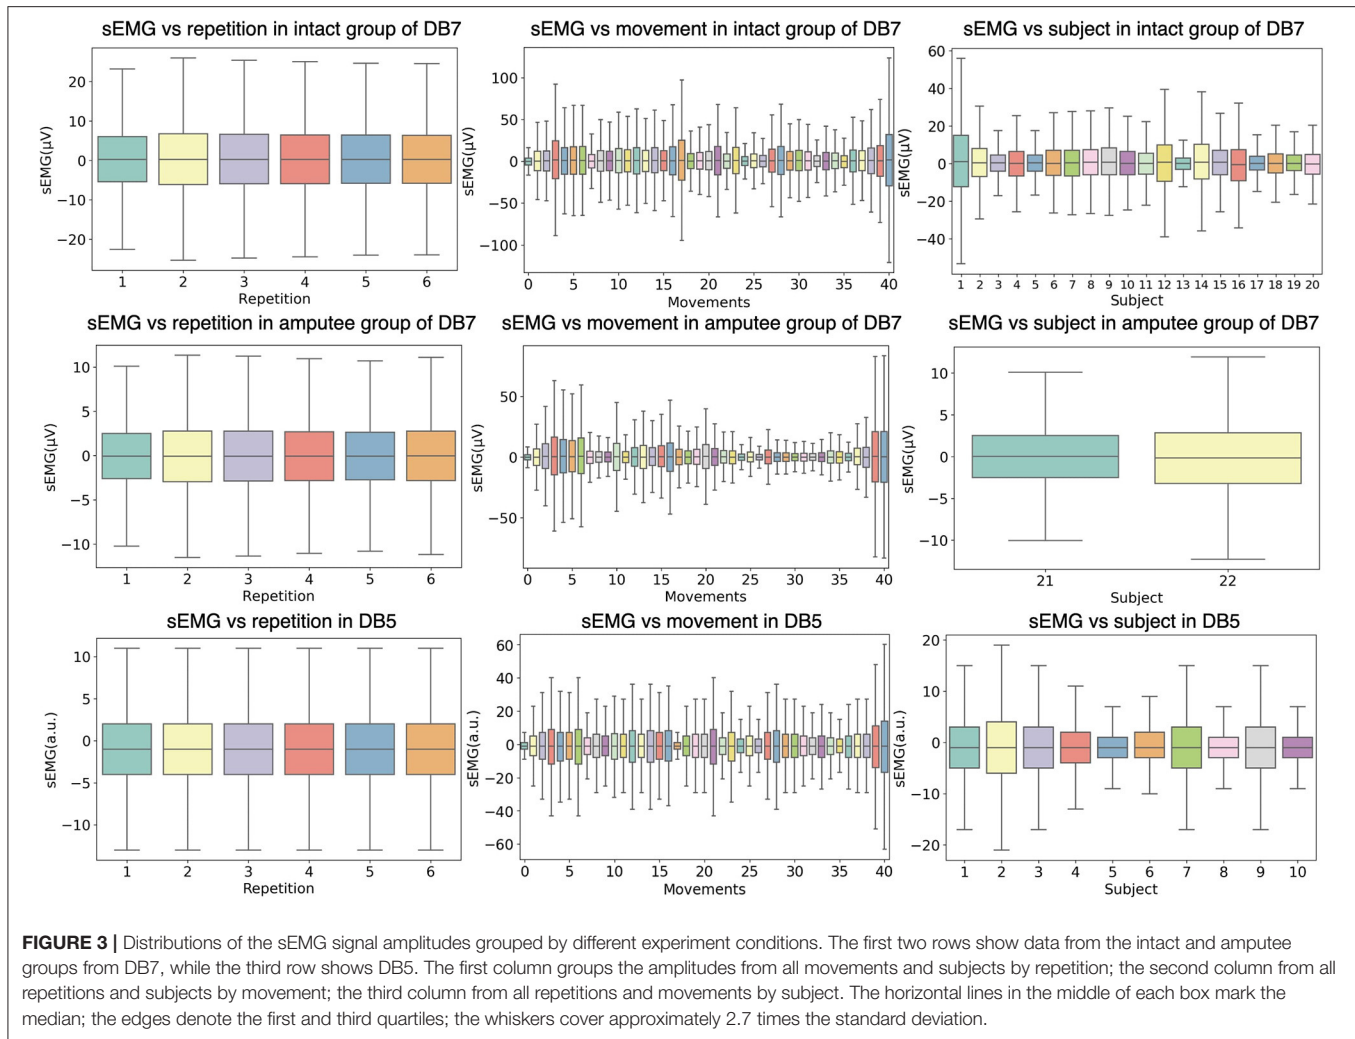 sEMG vs repetition in intact group of DB7
sEMG(µV)
20
10
0
−10
−20
1 2 3 4 5 6
Repetition
sEMG vs movement in intact group of DB7
sEMG(µV)
100
50
0
−50
−100
0 5 10 15 20 25 30 35 40
Movements
sEMG vs subject in intact group of DB7
sEMG(µV)
60
40
20
0
−20
−40
1 2 3 4 5 6 7 8 9 10 11 12 13 14 15 16 17 18 19 20
Subject
sEMG vs repetition in amputee group of DB7
sEMG(µV)
10
5
0
−5
−10
1 2 3 4 5 6
Repetition
sEMG vs movement in amputee group of DB7
sEMG(µV)
50
0
−50
0 5 10 15 20 25 30 35 40
Movements
sEMG vs subject in amputee group of DB7
sEMG(µV)
10
5
0
−5
−10
21 22
Subject
sEMG vs repetition in DB5
sEMG(a.u.)
10
5
0
−5
−10
1 2 3 4 5 6
Repetition
sEMG vs movement in DB5
sEMG(a.u.)
60
40
20
0
−20
−40
−60
0 5 10 15 20 25 30 35 40
Movements
sEMG vs subject in DB5
sEMG(a.u.)
20
10
0
−10
−20
1 2 3 4 5 6 7 8 9 10
Subject
FIGURE 3 | Distributions of the sEMG signal amplitudes grouped by different experiment conditions. The first two rows show data from the intact and amputee
groups from DB7, while the third row shows DB5. The first column groups the amplitudes from all movements and subjects by repetition; the second column from all
repetitions and subjects by movement; the third column from all repetitions and movements by subject. The horizontal lines in the middle of each box mark the
median; the edges denote the first and third quartiles; the whiskers cover approximately 2.7 times the standard deviation.